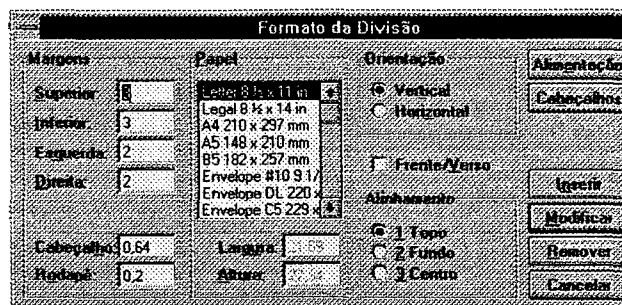 Formato da Divisão
Margens
Superior: 3
Inferior: 3
Esquerda: 2
Direita: 2
Cabeçalho: 0,64
Rodapé: 0,2
Papel
Letter 8 ½ x 11 in
Legal 8 ½ x 14 in
A4 210 x 297 mm
A5 148 x 210 mm
B5 182 x 257 mm
Envelope #10 9 1/
Envelope DL 220 x
Envelope C5 229 x
Largura:
Altura:
Orientação
Vertical
Horizontal
Frente/Verso
Alinhamento
1 Topo
2 Fundo
3 Centro
Alimentação
Cabeçalhos
Inserir
Modificar
Remover
Cancelar